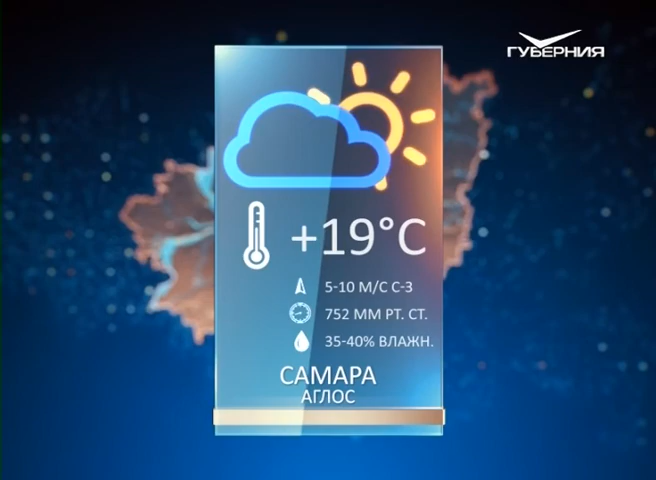 ГУБЕРНИЯ
+19°C
5-10 М/С С-З
752 ММ РТ. СТ.
35-40% ВЛАЖН.
САМАРА
АГЛОС